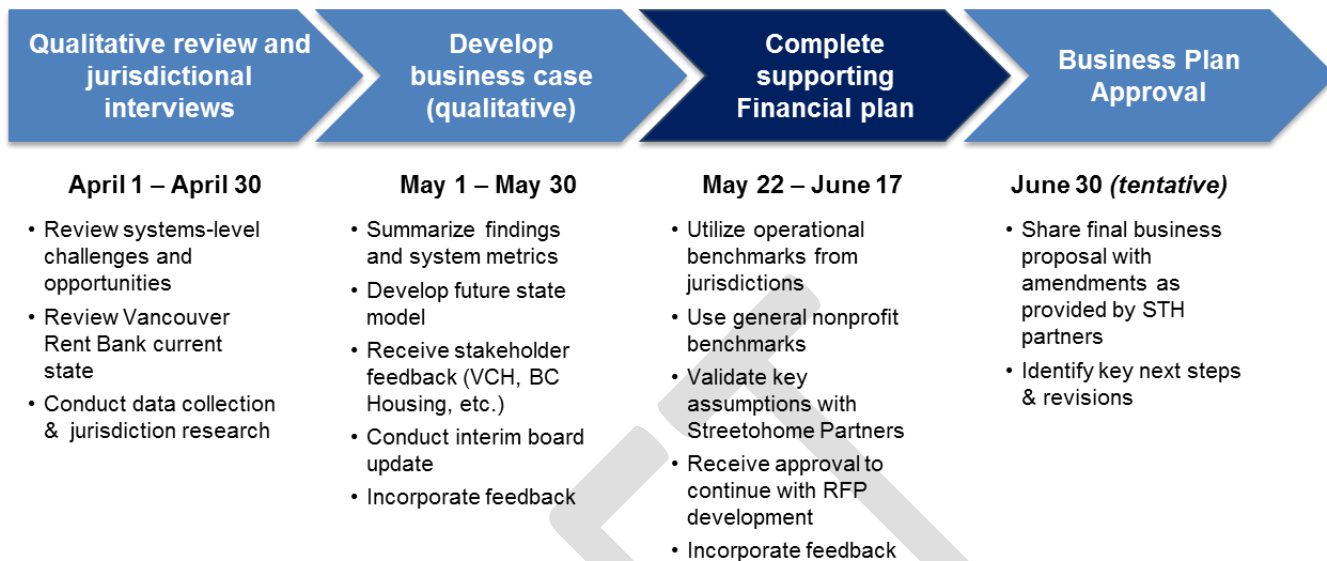 Qualitative review and
jurisdictional
interviews
Develop
business case
(qualitative)
Complete
supporting
Financial plan
Business Plan
Approval
April 1 – April 30
• Review systems-level
challenges and
opportunities
• Review Vancouver
Rent Bank current
state
• Conduct data collection
& jurisdiction research
May 1 – May 30
• Summarize findings
and system metrics
• Develop future state
model
• Receive stakeholder
feedback (VCH, BC
Housing, etc.)
• Conduct interim board
update
• Incorporate feedback
May 22 – June 17
• Utilize operational
benchmarks from
jurisdictions
• Use general nonprofit
benchmarks
• Validate key
assumptions with
Streetohome Partners
• Receive approval to
continue with RFP
development
• Incorporate feedback
June 30 (tentative)
• Share final business
proposal with
amendments as
provided by STH
partners
• Identify key next steps
& revisions